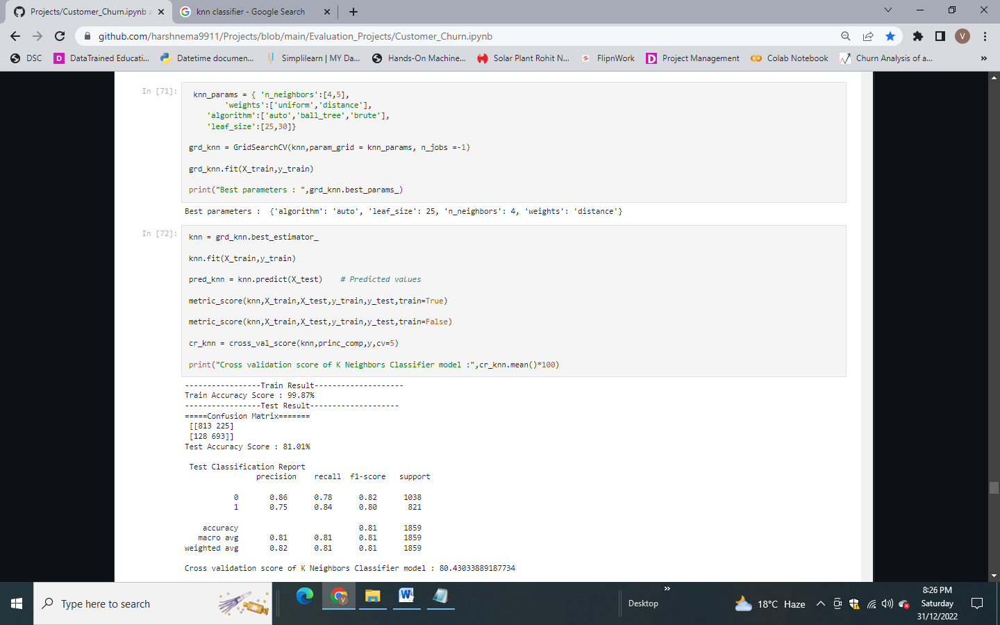 Projects/Customer_Churn.ipynb a
knn classifier - Google Search
github.com/harshnema9911/Projects/blob/main/Evaluation_Projects/Customer_Churn.ipynb
V
DSC
DataTrained Educati...
Datetime documen...
Simplilearn | MY Da...
Hands-On Machine...
Solar Plant Rohit N...
FlipnWork
Project Management
Colab Notebook
Churn Analysis of a...
»
In [71]:
knn_params = { 'n_neighbors':[4,5],
'weights':['uniform','distance'],
'algorithm':['auto','ball_tree','brute'],
'leaf_size':[25,30]}
grd_knn = GridSearchCV(knn,param_grid = knn_params, n_jobs =-1)
grd_knn.fit(X_train,y_train)
print("Best parameters : ",grd_knn.best_params_)
Best parameters :  {'algorithm': 'auto', 'leaf_size': 25, 'n_neighbors': 4, 'weights': 'distance'}
In [72]:
knn = grd_knn.best_estimator_
knn.fit(X_train,y_train)
pred_knn = knn.predict(X_test)    # Predicted values
metric_score(knn,X_train,X_test,y_train,y_test,train=True)
metric_score(knn,X_train,X_test,y_train,y_test,train=False)
cr_knn = cross_val_score(knn,princ_comp,y,cv=5)
print("Cross validation score of K Neighbors Classifier model :",cr_knn.mean()*100)
-----------------Train Result--------------------
Train Accuracy Score : 99.87%
-----------------Test Result--------------------
=====Confusion Matrix=======
[[813 225]
[128 693]]
Test Accuracy Score : 81.01%
Test Classification Report
precision    recall  f1-score   support
0       0.86      0.78      0.82      1038
1       0.75      0.84      0.80       821
accuracy                           0.81      1859
macro avg       0.81      0.81      0.81      1859
weighted avg       0.82      0.81      0.81      1859
Cross validation score of K Neighbors Classifier model : 80.43033889187734
Type here to search
Desktop
»
18°C Haze
8:26 PM
Saturday
31/12/2022